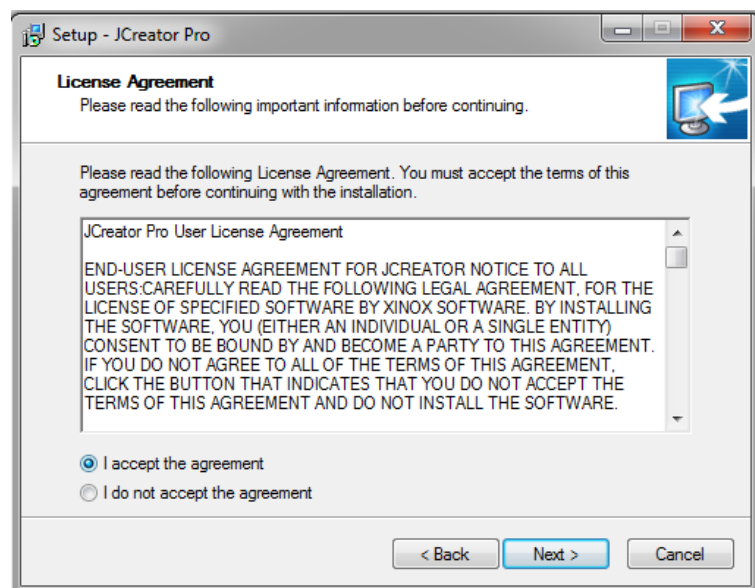 Setup - JCreator Pro
License Agreement
Please read the following important information before continuing.
Please read the following License Agreement. You must accept the terms of this
agreement before continuing with the installation.
JCreator Pro User License Agreement
END-USER LICENSE AGREEMENT FOR JCREATOR NOTICE TO ALL
USERS:CAREFULLY READ THE FOLLOWING LEGAL AGREEMENT, FOR THE
LICENSE OF SPECIFIED SOFTWARE BY XINOX SOFTWARE. BY INSTALLING
THE SOFTWARE, YOU (EITHER AN INDIVIDUAL OR A SINGLE ENTITY)
CONSENT TO BE BOUND BY AND BECOME A PARTY TO THIS AGREEMENT.
IF YOU DO NOT AGREE TO ALL OF THE TERMS OF THIS AGREEMENT,
CLICK THE BUTTON THAT INDICATES THAT YOU DO NOT ACCEPT THE
TERMS OF THIS AGREEMENT AND DO NOT INSTALL THE SOFTWARE.
I accept the agreement
I do not accept the agreement
< Back Next > Cancel